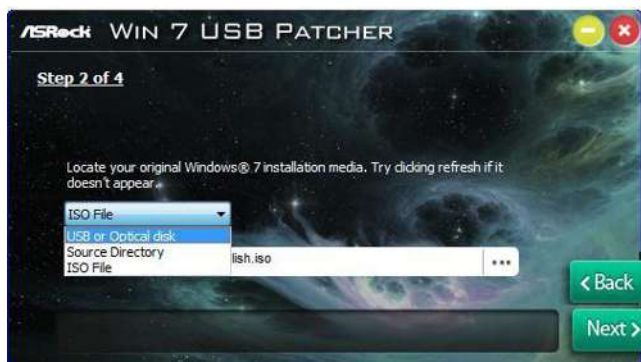 ASRock WIN 7 USB PATCHER
Step 2 of 4
Locate your original Windows® 7 installation media. Try clicking refresh if it
doesn't appear.
ISO File
USB or Optical disk
Source Directory
ISO File
lish.iso
...
< Back
Next >